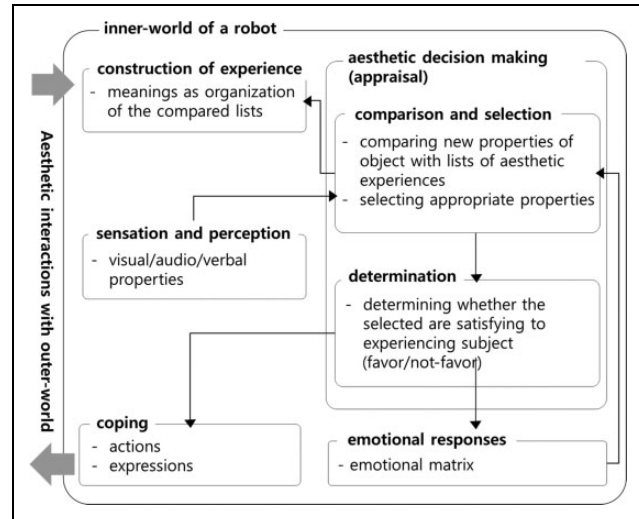 inner-world of a robot
Aesthetic interactions with outer-world
construction of experience
- meanings as organization
of the compared lists
sensation and perception
- visual/audio/verbal
properties
coping
- actions
- expressions
aesthetic decision making
(appraisal)
comparison and selection
- comparing new properties of
object with lists of aesthetic
experiences
- selecting appropriate properties
determination
- determining whether the
selected are satisfying to
experiencing subject
(favor/not-favor)
emotional responses
- emotional matrix